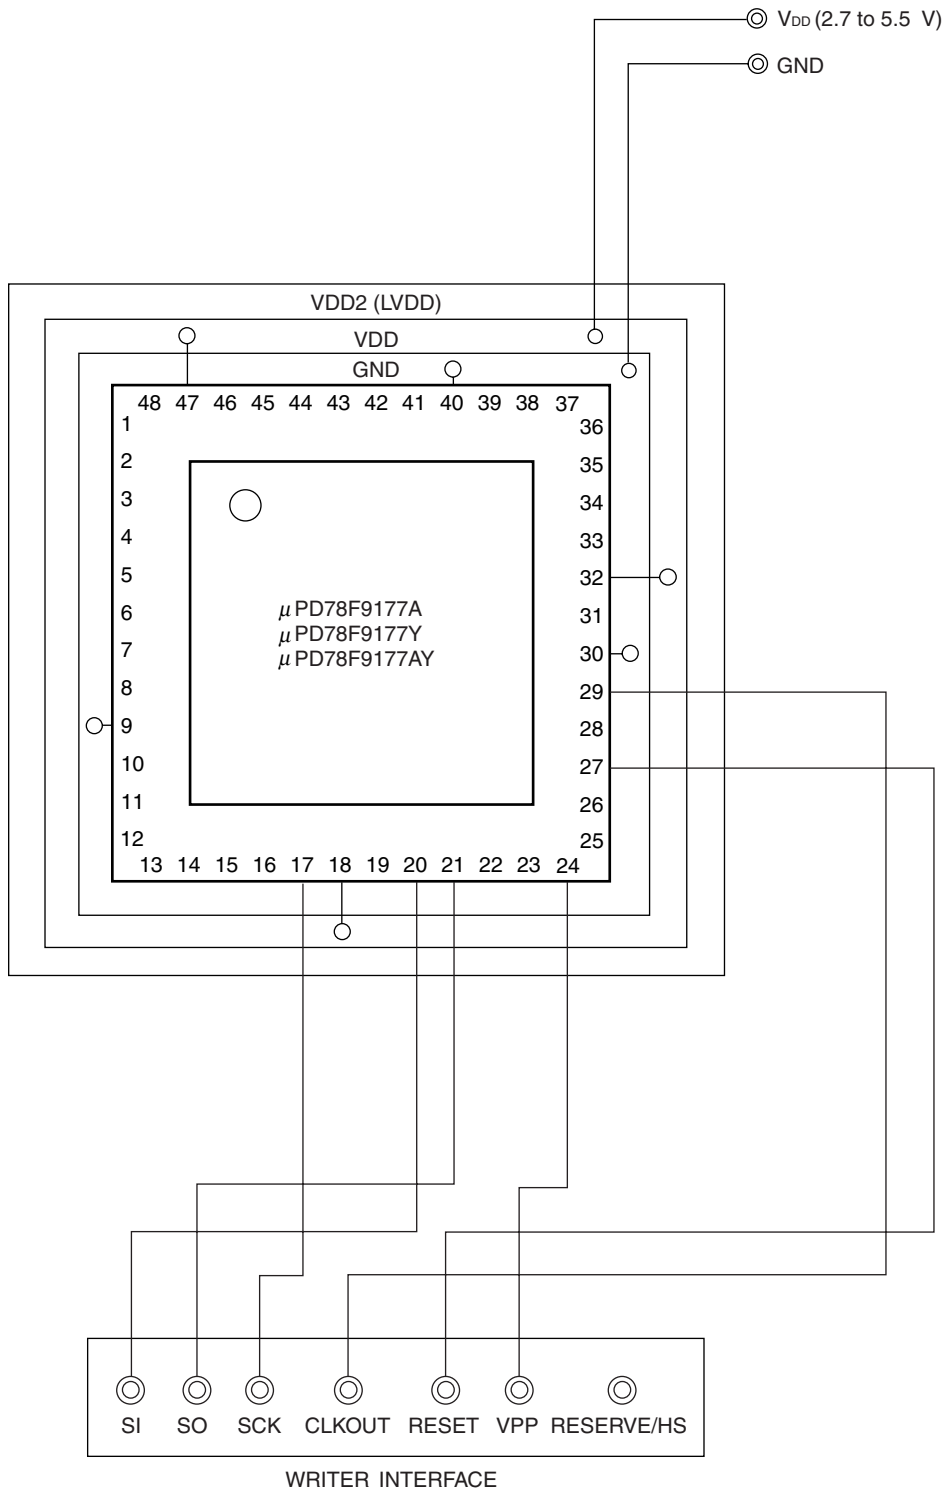 VDD (2.7 to 5.5 V)
GND
VDD2 (LVDD)
VDD
GND
48 47 46 45 44 43 42 41 40 39 38 37
1 36
2 35
3 34
4 33
5 32
6 31
7 30
8 29
9 28
10 27
11 26
12 25
13 14 15 16 17 18 19 20 21 22 23 24
μPD78F9177A
μPD78F9177Y
μPD78F9177AY
SI SO SCK CLKOUT RESET VPP RESERVE/HS
WRITER INTERFACE